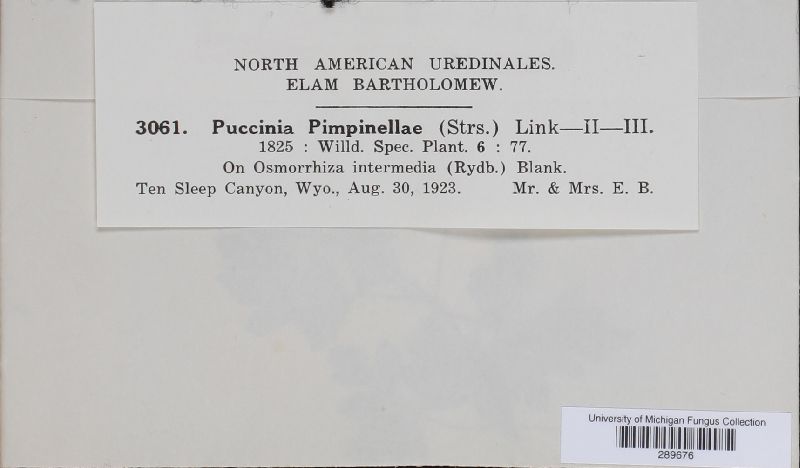 NORTH AMERICAN UREDINALES.
ELAM BARTHOLOMEW.
3061. Puccinia Pimpinellae (Strs.) Link—II—III.
1825 : Willd. Spec. Plant. 6 : 77.
On Osmorrhiza intermedia (Rydb.) Blank.
Ten Sleep Canyon, Wyo., Aug. 30, 1923. Mr. & Mrs. E. B.
University of Michigan Fungus Collection
289676